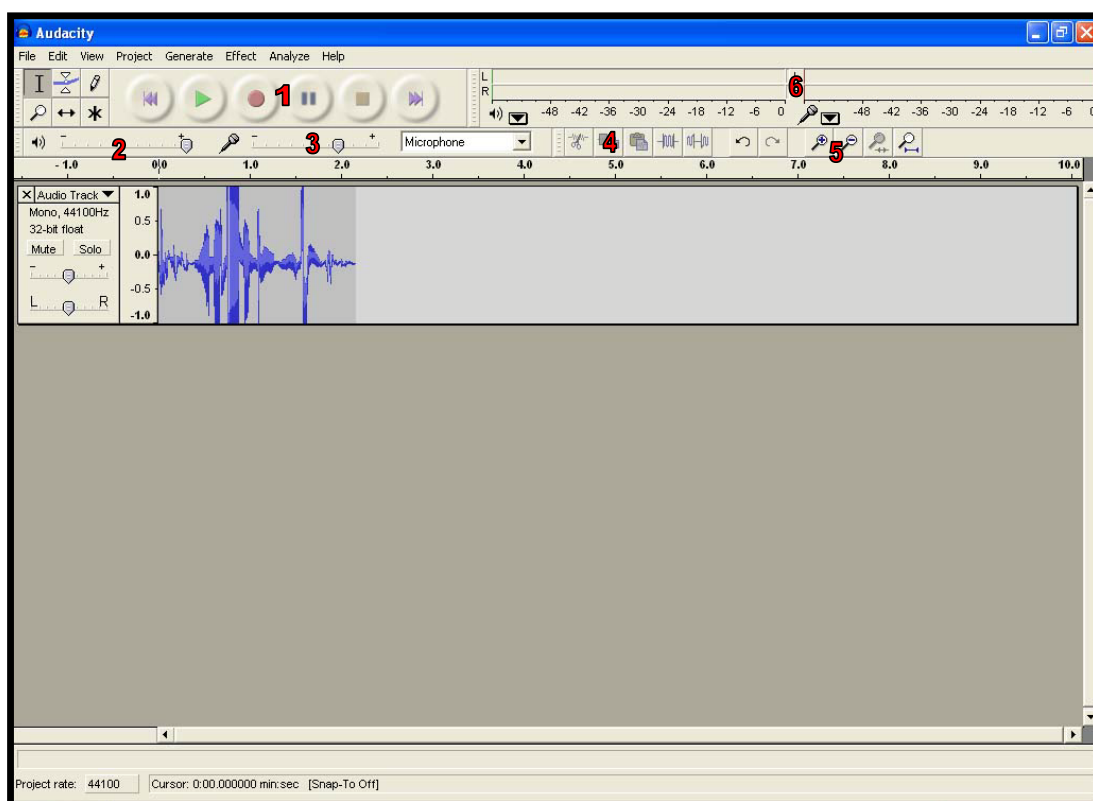 Audacity
File Edit View Project Generate Effect Analyze Help
1
L
R
6
-48 -42 -36 -30 -24 -18 -12 -6 0
-48 -42 -36 -30 -24 -18 -12 -6 0
2
- +
3
- +
Microphone
4
5
-1.0 0.0 1.0 2.0 3.0 4.0 5.0 6.0 7.0 8.0 9.0 10.0
X Audio Track
Mono, 44100Hz
32-bit float
Mute Solo
- +
L R
1.0
0.5
0.0
-0.5
-1.0
Project rate: 44100 Cursor: 0:00.000000 min:sec [Snap-To Off]